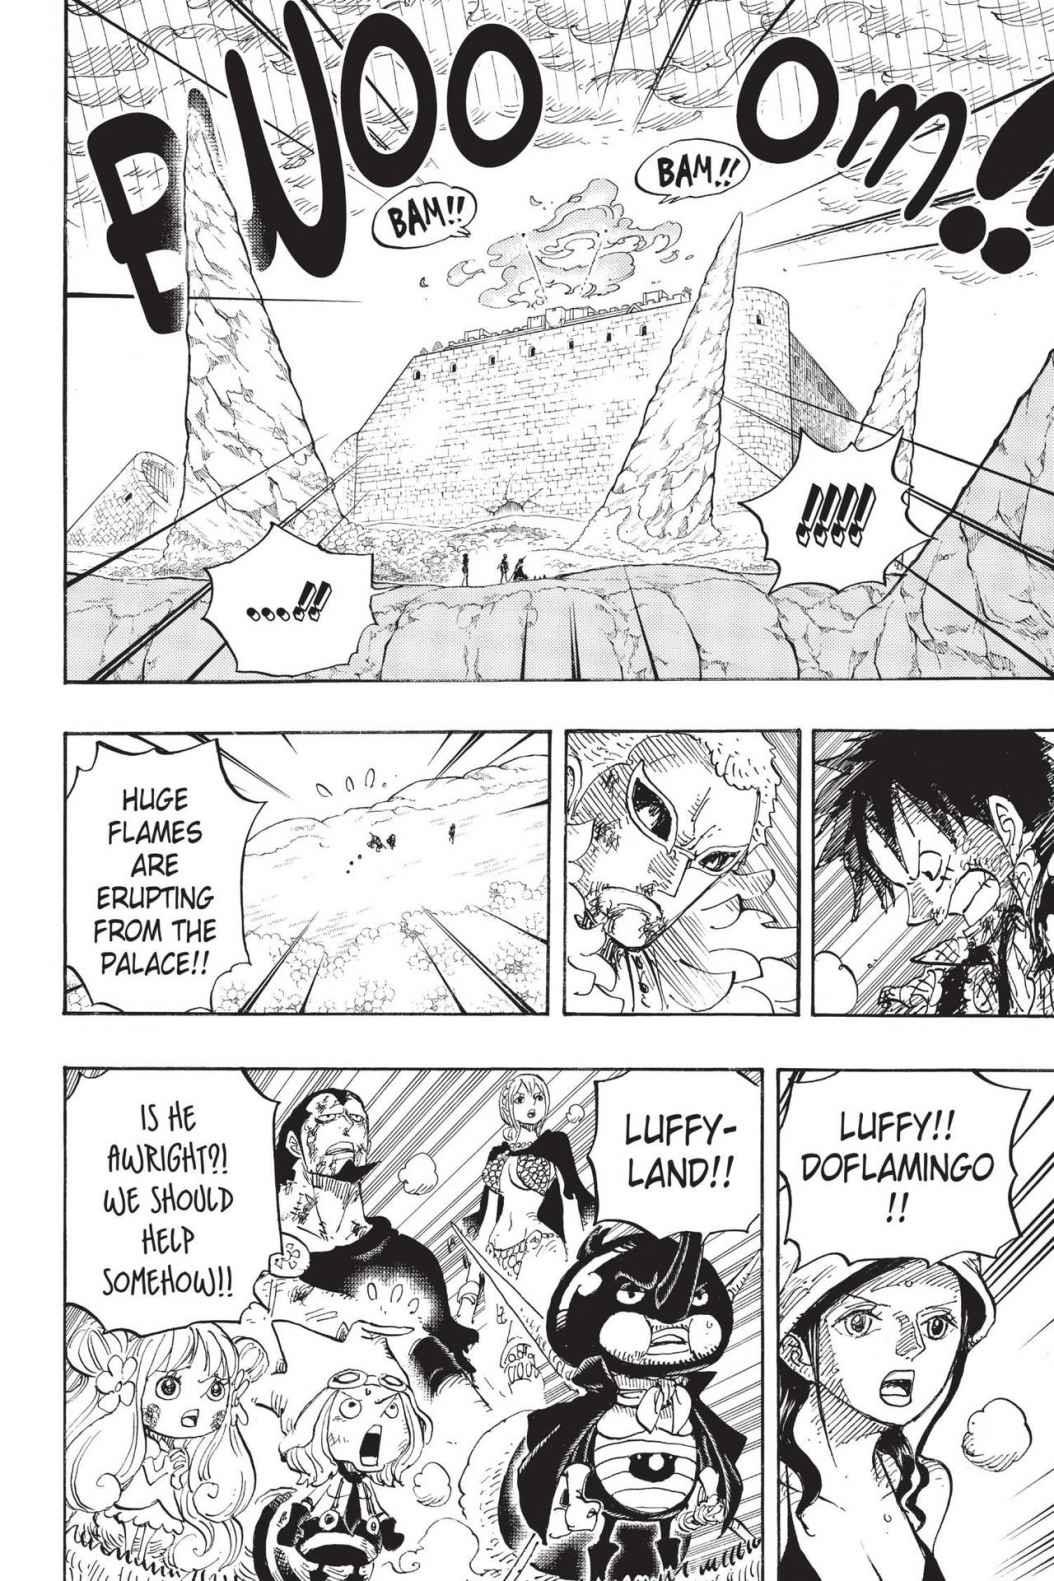 BWOOOOM!!
BAM!!
BAM!!
!!!!
...!!
HUGE
FLAMES
ARE
ERUPTING
FROM THE
PALACE!!
LUFFY!!
DOFLAMINGO
!!
LUFFY-
LAND!!
IS HE
AWRIGHT?!
WE SHOULD
HELP
SOMEHOW!!